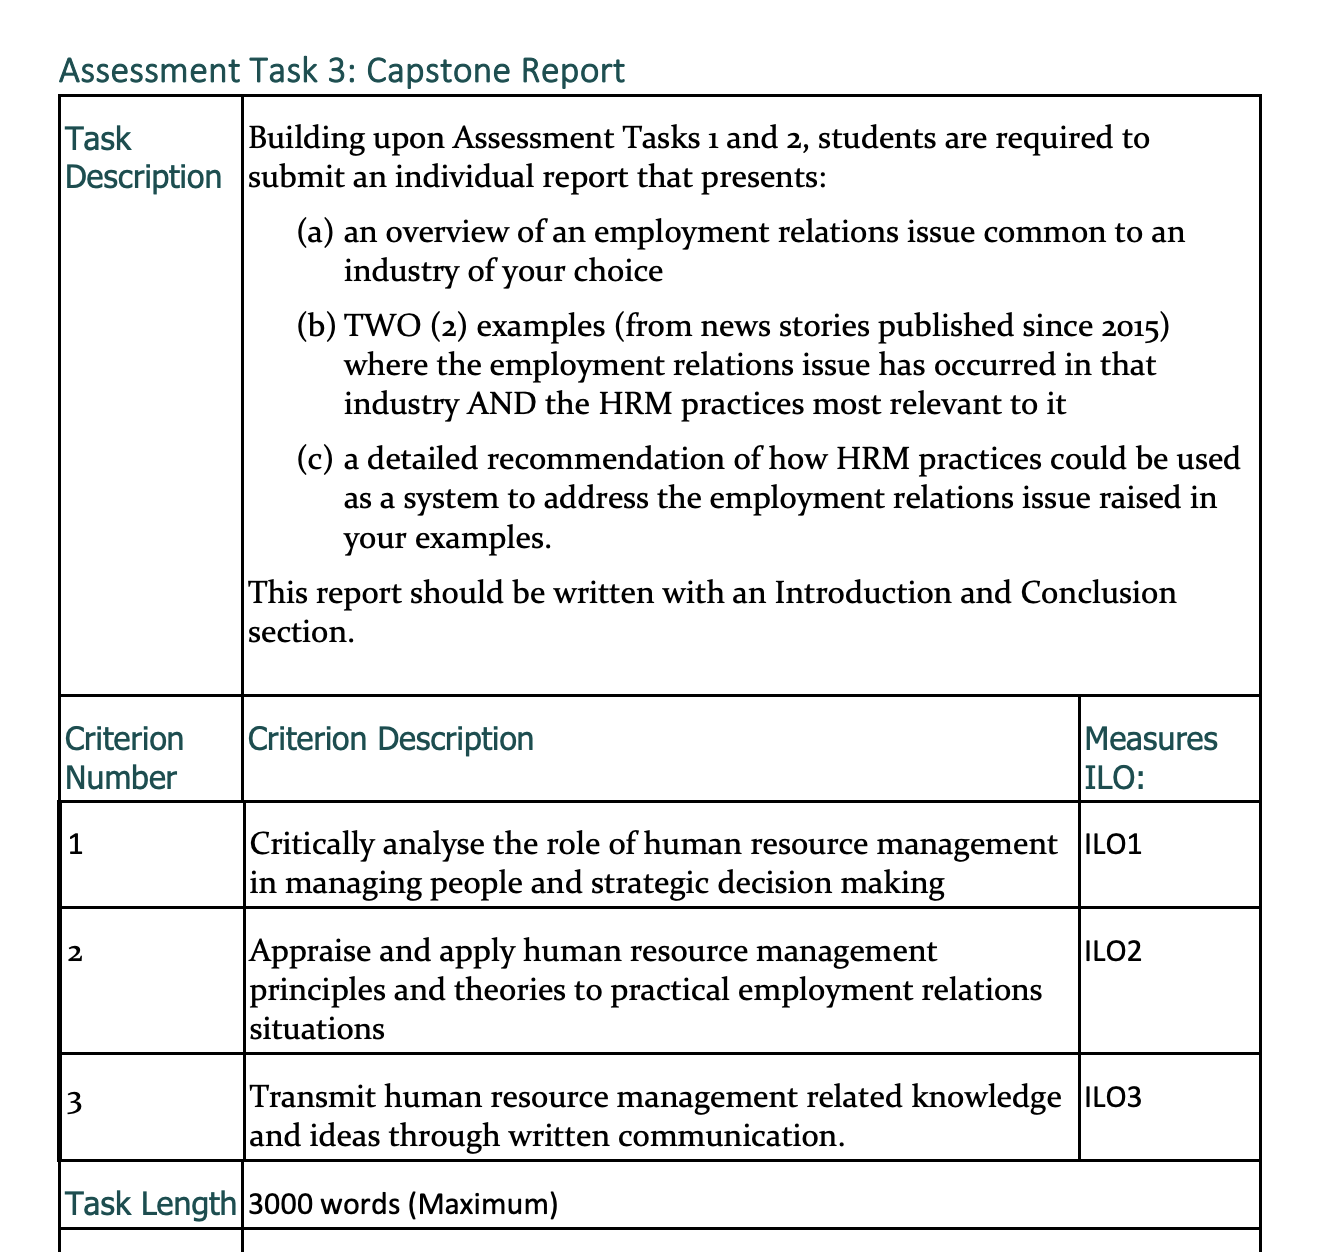 Assessment Task 3: Capstone Report
Task
Description
Building upon Assessment Tasks 1 and 2, students are required to
submit an individual report that presents:
(a) an overview of an employment relations issue common to an
industry of your choice
(b) TWO (2) examples (from news stories published since 2015)
where the employment relations issue has occurred in that
industry AND the HRM practices most relevant to it
(c) a detailed recommendation of how HRM practices could be used
as a system to address the employment relations issue raised in
your examples.
This report should be written with an Introduction and Conclusion
section.
Criterion
Number
Criterion Description
Measures
ILO:
1
Critically analyse the role of human resource management
in managing people and strategic decision making
ILO1
2
Appraise and apply human resource management
principles and theories to practical employment relations
situations
ILO2
3
Transmit human resource management related knowledge
and ideas through written communication.
ILO3
Task Length
3000 words (Maximum)